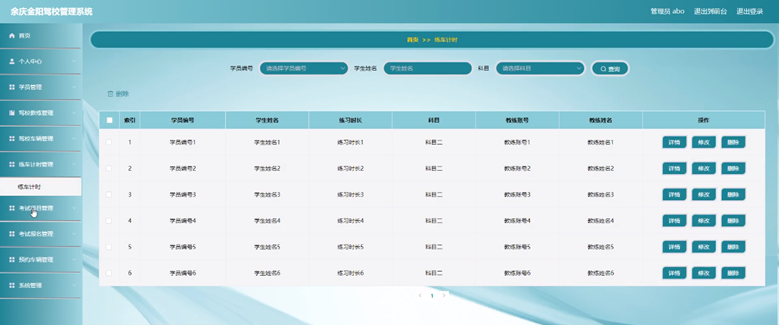 余庆金阳驾校管理系统
管理员 abo 退出到前台 退出登录
首页
个人中心
学员管理
驾校教练管理
驾校车辆管理
练车计时管理
练车计时
考试项目管理
考试报名管理
预约车辆管理
系统管理
首页 >> 练车计时
学员编号 请选择学员编号 学生姓名 学生姓名 科目 请选择科目 查询
删除
索引 学员编号 学生姓名 练习时长 科目 教练账号 教练姓名 操作
1 学员编号1 学生姓名1 练习时长1 科目二 教练账号1 教练姓名1 详情 修改 删除
2 学员编号2 学生姓名2 练习时长2 科目二 教练账号2 教练姓名2 详情 修改 删除
3 学员编号3 学生姓名3 练习时长3 科目二 教练账号3 教练姓名3 详情 修改 删除
4 学员编号4 学生姓名4 练习时长4 科目二 教练账号4 教练姓名4 详情 修改 删除
5 学员编号5 学生姓名5 练习时长5 科目二 教练账号5 教练姓名5 详情 修改 删除
6 学员编号6 学生姓名6 练习时长6 科目二 教练账号6 教练姓名6 详情 修改 删除
1